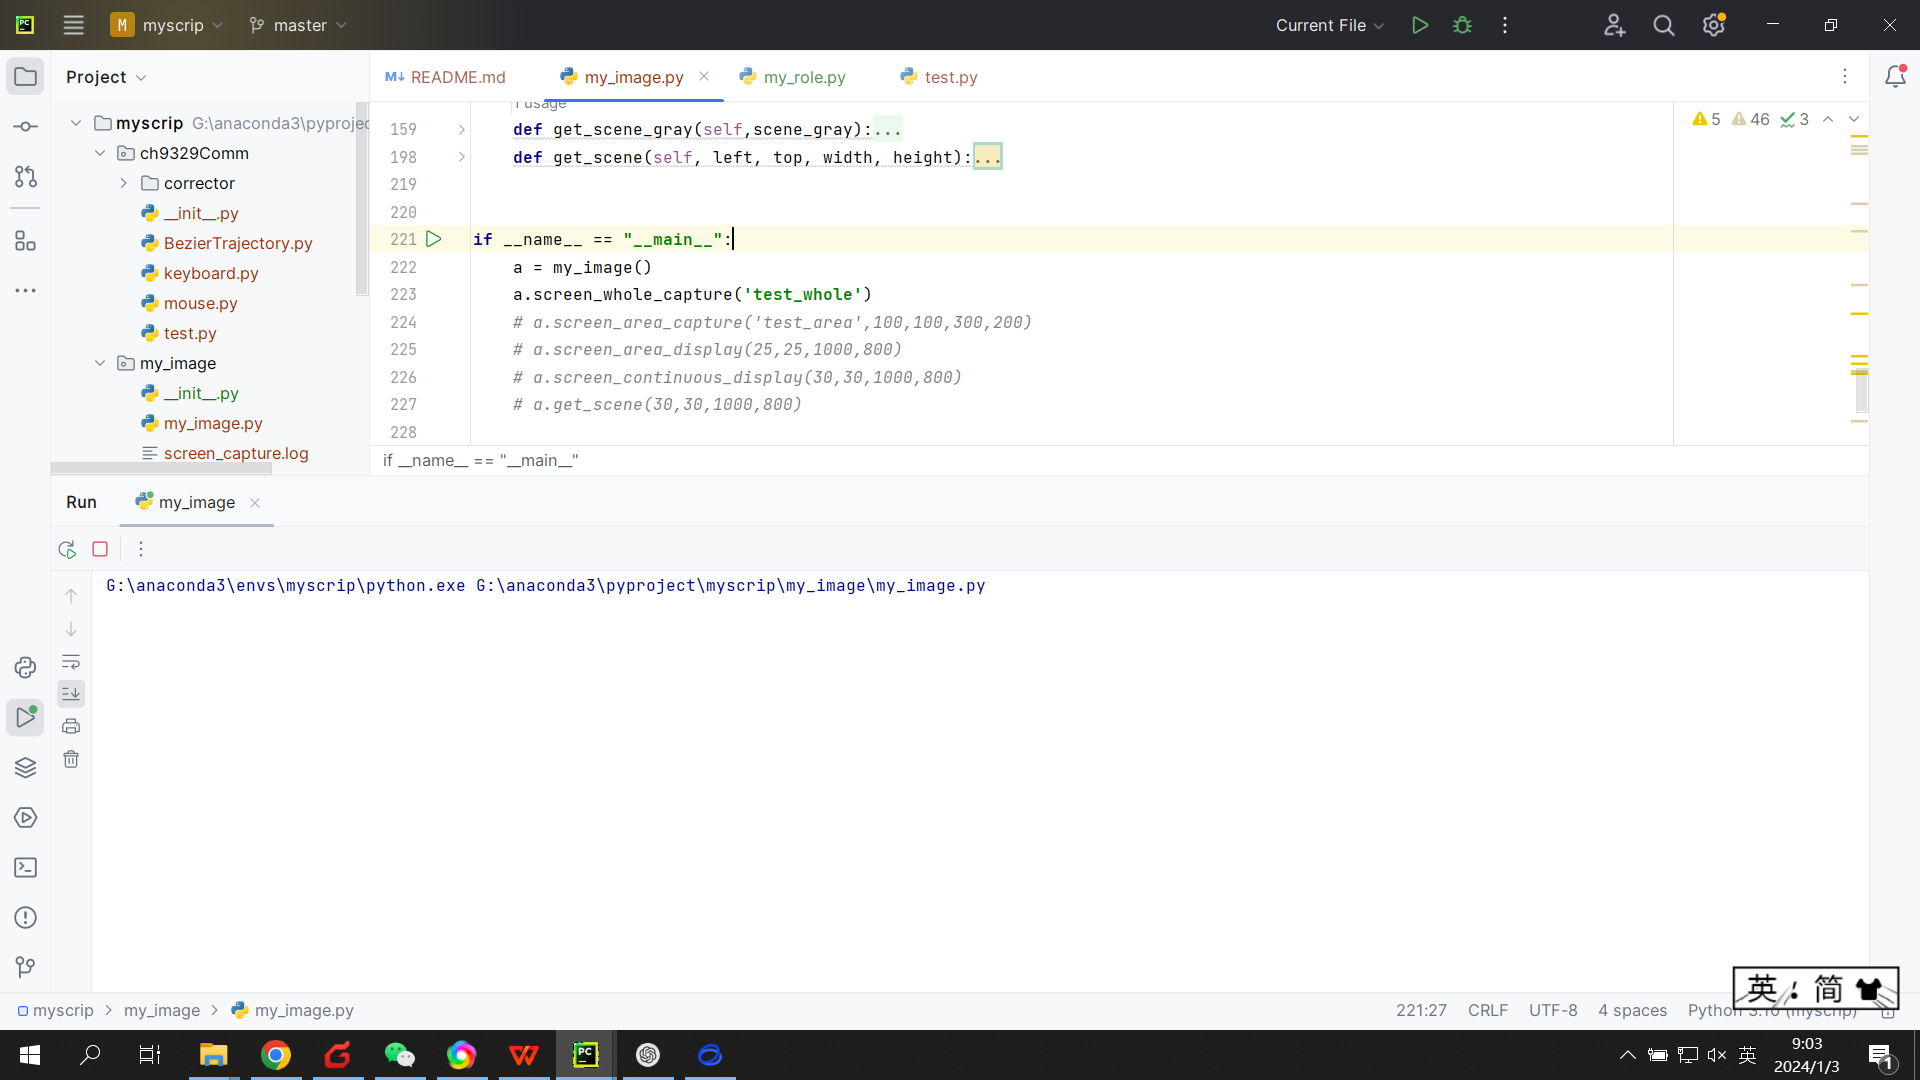 PC
M myscrip master
Current File
Project
README.md
my_image.py
my_role.py
test.py
myscrip G:\anaconda3\pyprojec
ch9329Comm
corrector
__init__.py
BezierTrajectory.py
keyboard.py
mouse.py
test.py
my_image
__init__.py
my_image.py
screen_capture.log
1 usage
159 def get_scene_gray(self,scene_gray):...
198 def get_scene(self, left, top, width, height):...
219
220
221 if __name__ == "__main__":
222 a = my_image()
223 a.screen_whole_capture('test_whole')
224 # a.screen_area_capture('test_area',100,100,300,200)
225 # a.screen_area_display(25,25,1000,800)
226 # a.screen_continuous_display(30,30,1000,800)
227 # a.get_scene(30,30,1000,800)
228
5 46 3
if __name__ == "__main__"
Run my_image
G:\anaconda3\envs\myscrip\python.exe G:\anaconda3\pyproject\myscrip\my_image\my_image.py
英 简
myscrip > my_image > my_image.py
221:27 CRLF UTF-8 4 spaces Python 3.10 (myscrip)
PC
英
9:03
2024/1/3
1